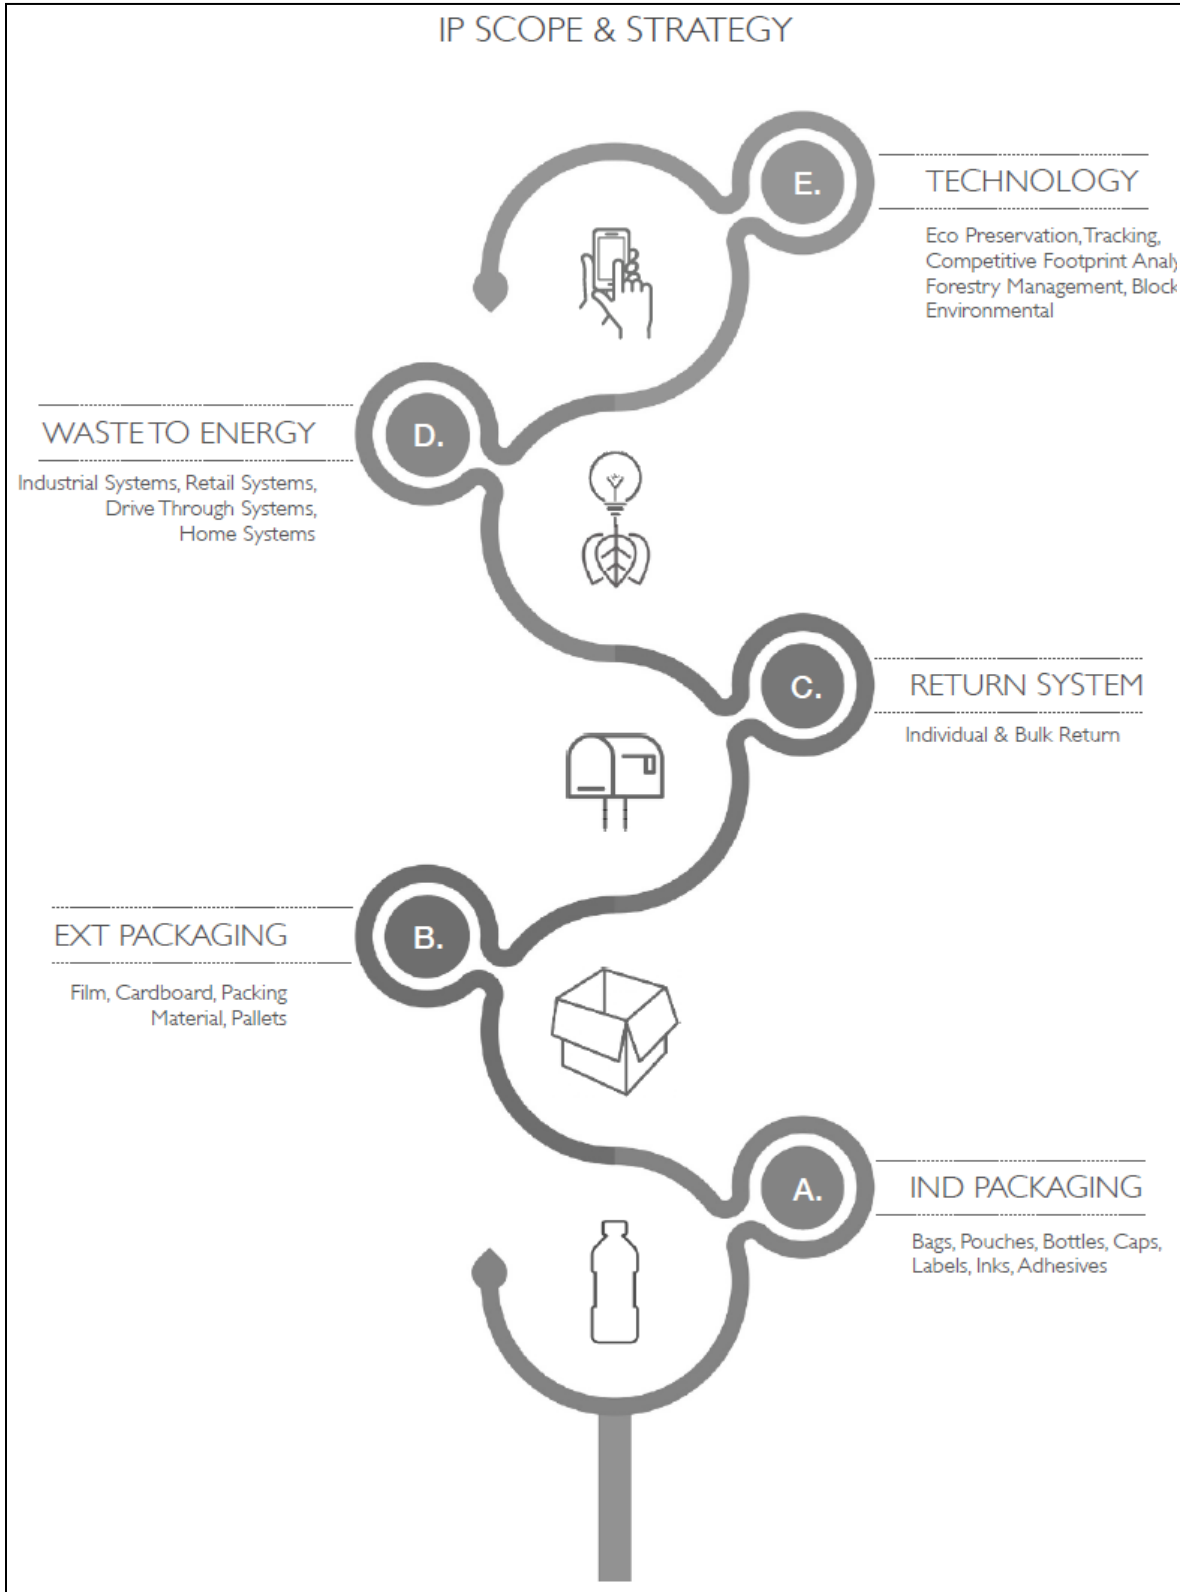 IP SCOPE & STRATEGY
E.
TECHNOLOGY
Eco Preservation, Tracking,
Competitive Footprint
Forestry Management,
Environmental
D.
WASTE TO ENERGY
Industrial Systems, Retail Systems,
Drive Through Systems,
Home Systems
C.
RETURN SYSTEM
Individual & Bulk Return
B.
EXT PACKAGING
Film, Cardboard, Packing
Material, Pallets
A.
IND PACKAGING
Bags, Pouches, Bottles, Caps,
Labels, Inks, Adhesives